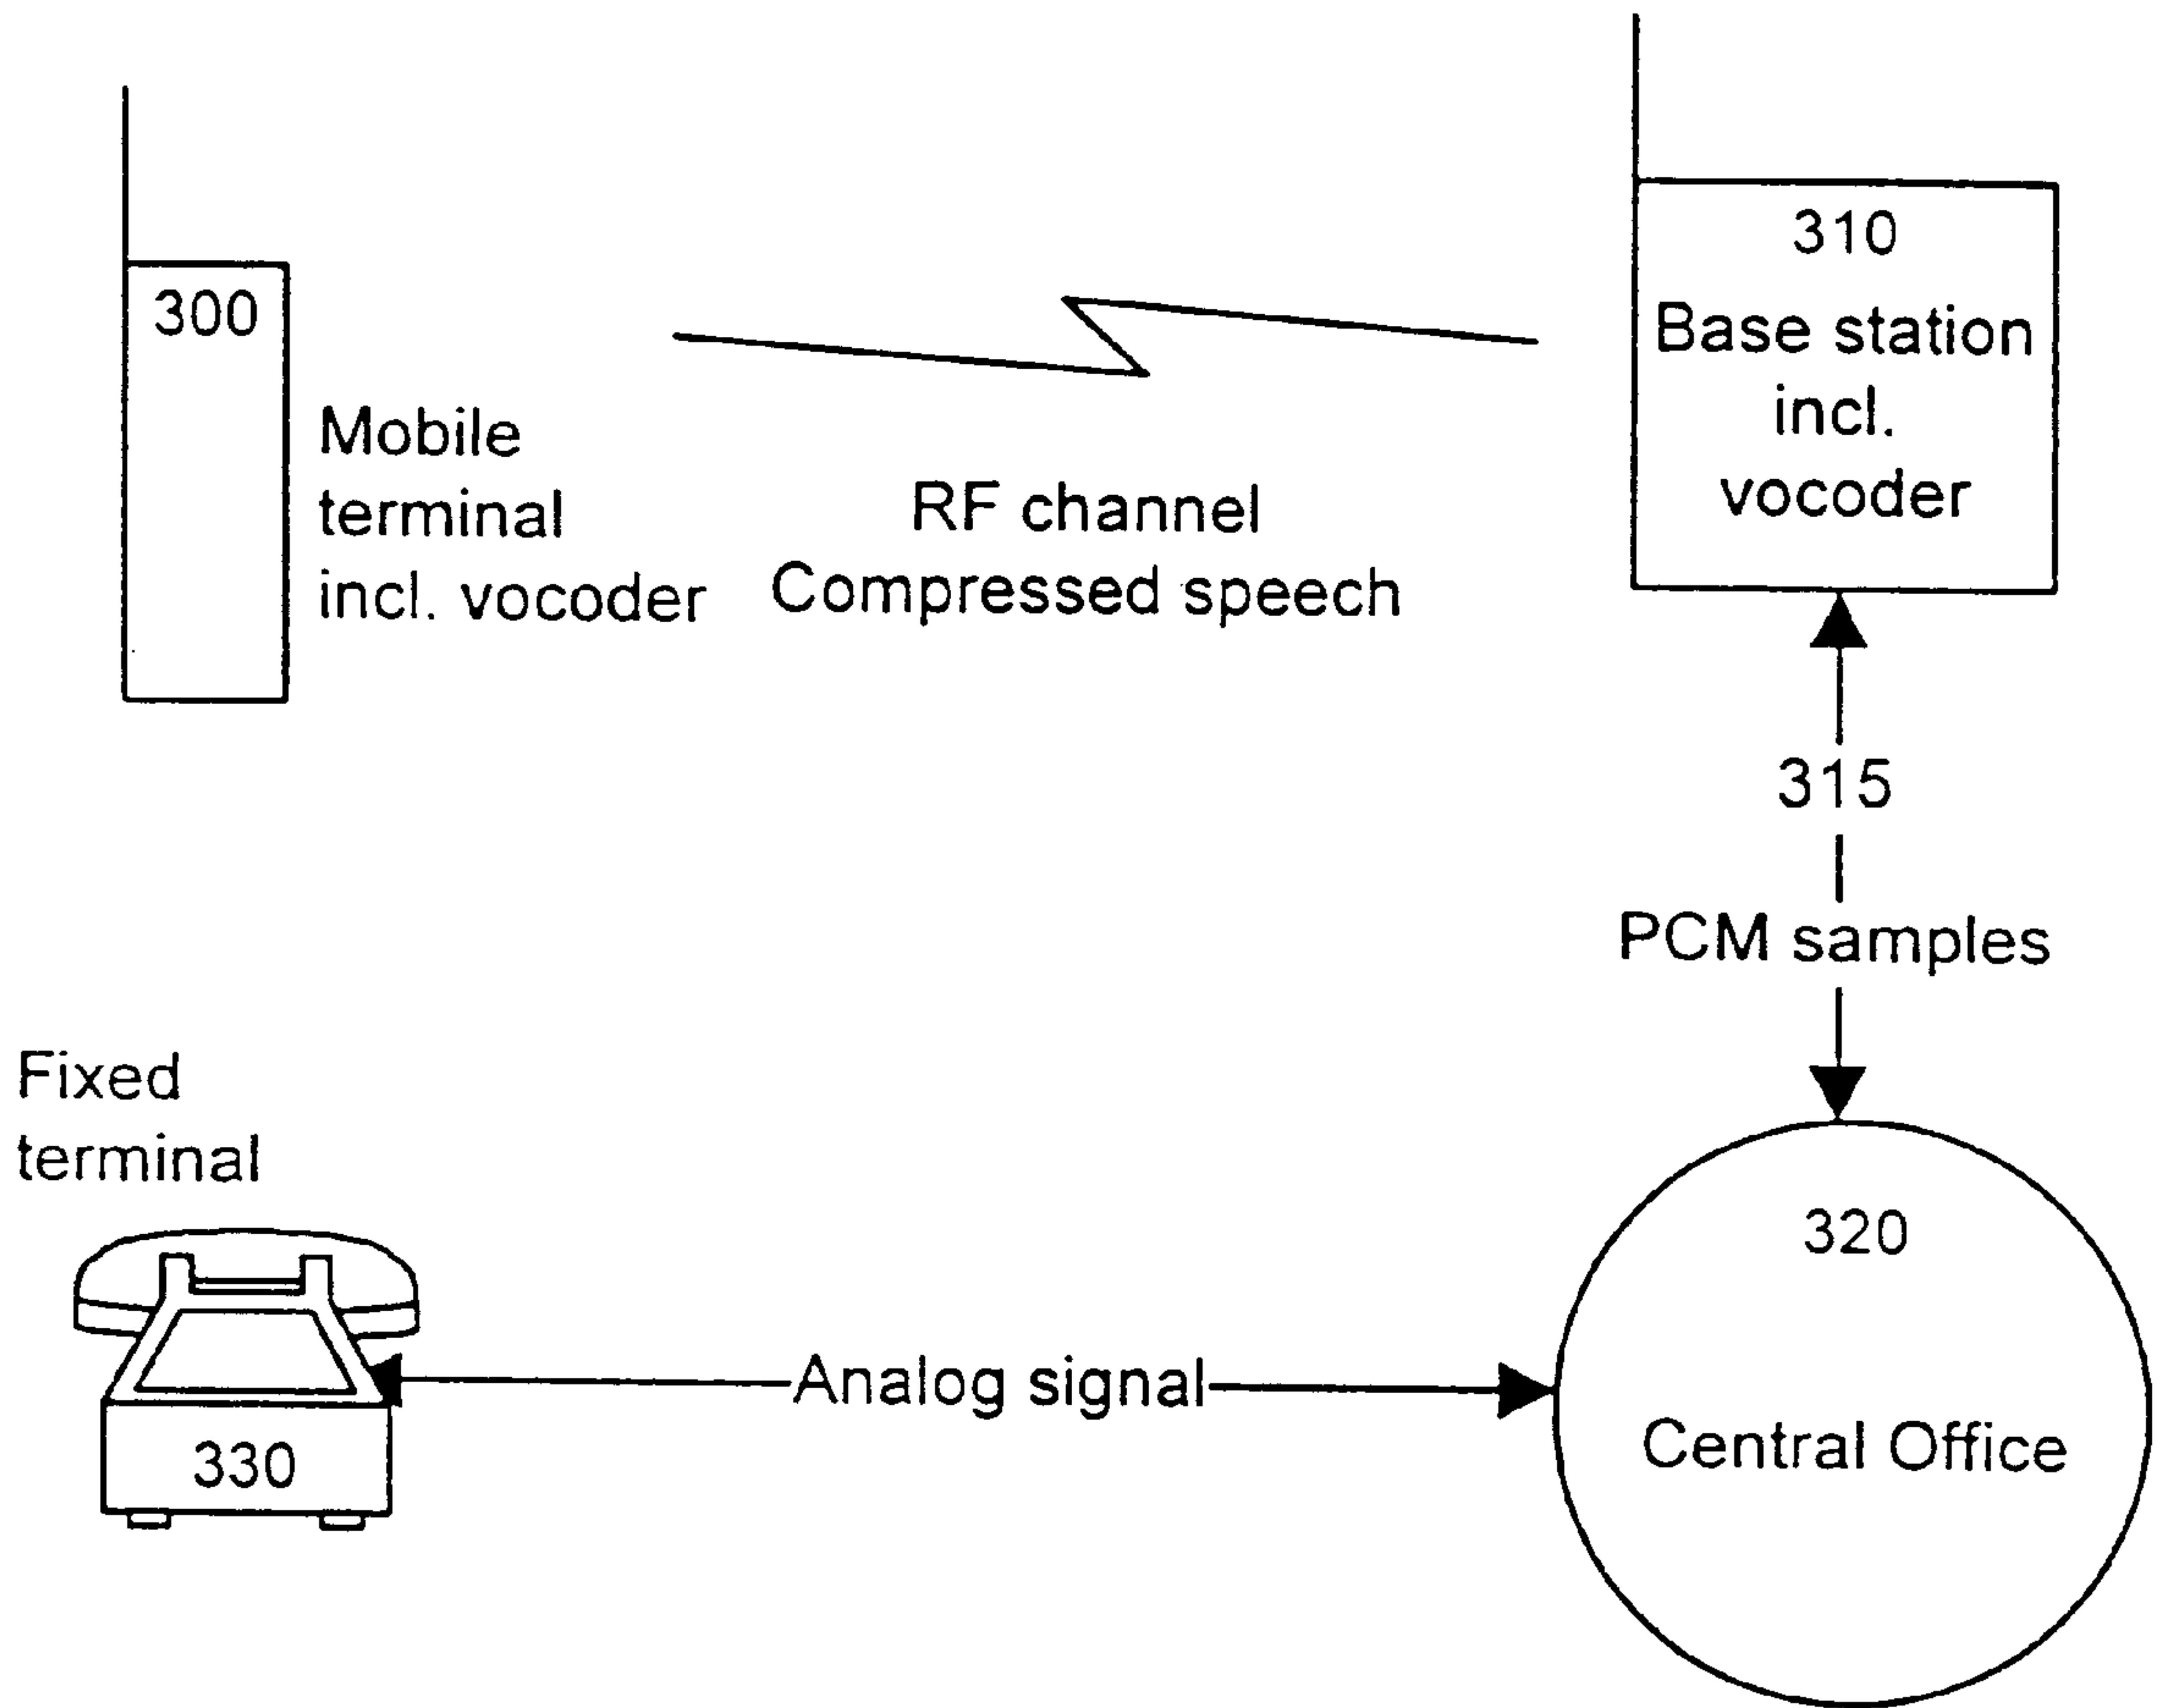 300
Mobile
terminal
incl. vocoder
RF channel
Compressed speech
310
Base station
incl.
vocoder
315
PCM samples
Fixed
terminal
330
Analog signal
320
Central Office